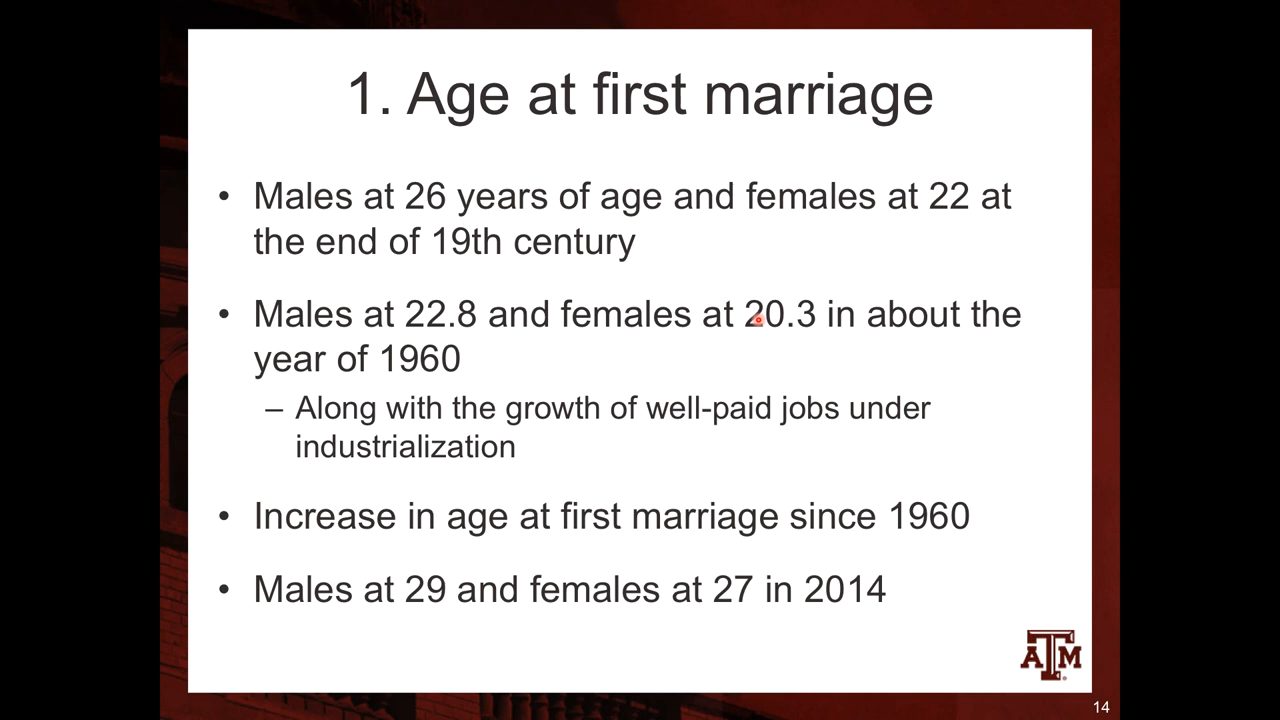 1. Age at first marriage
• Males at 26 years of age and females at 22 at
the end of 19th century
• Males at 22.8 and females at 20.3 in about the
year of 1960
– Along with the growth of well-paid jobs under
industrialization
• Increase in age at first marriage since 1960
• Males at 29 and females at 27 in 2014
ATM
14